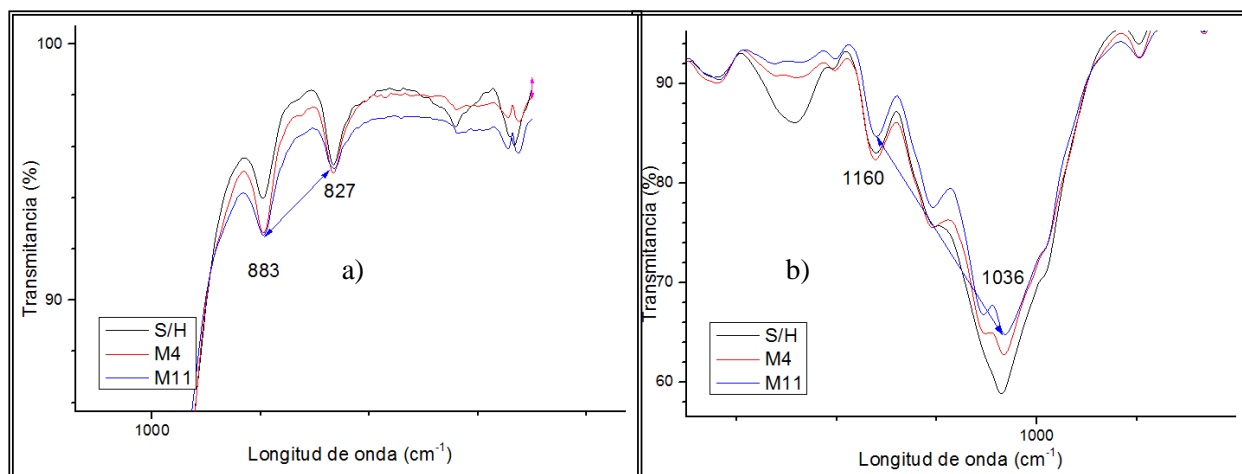 100
90
Transmitancia (%)
883
827
a)
S/H
M4
M11
1000
Longitud de onda (cm⁻¹)
90
80
70
60
Transmitancia (%)
1160
1036
b)
S/H
M4
M11
1000
Longitud de onda (cm⁻¹)